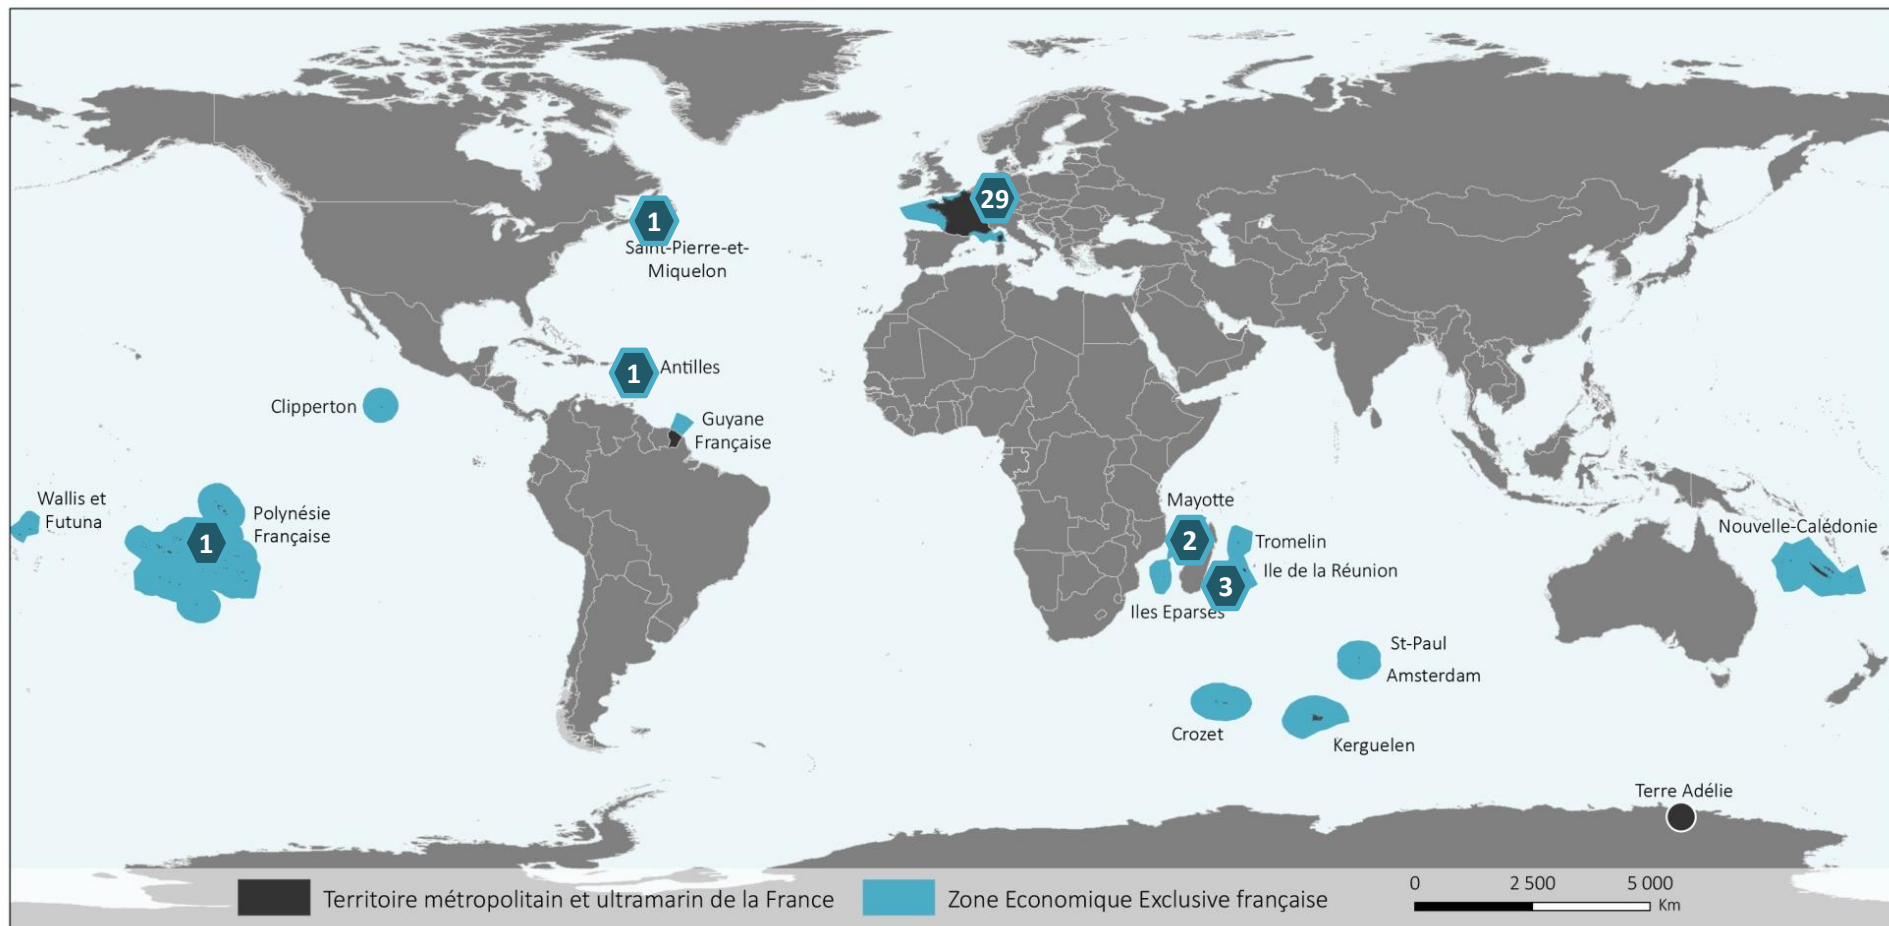 29
1
Saint-Pierre-et-
Miquelon
1
Antilles
Clipperton
Guyane
Française
Wallis et
Futuna
Polynésie
Française
1
Mayotte
2
Tromelin
Nouvelle-Calédonie
Ile de la Réunion
3
Iles Eparses
St-Paul
Amsterdam
Crozet
Kerguelen
Terre Adélie
Territoire métropolitain et ultramarin de la France
Zone Economique Exclusive française
0 2 500 5 000
Km